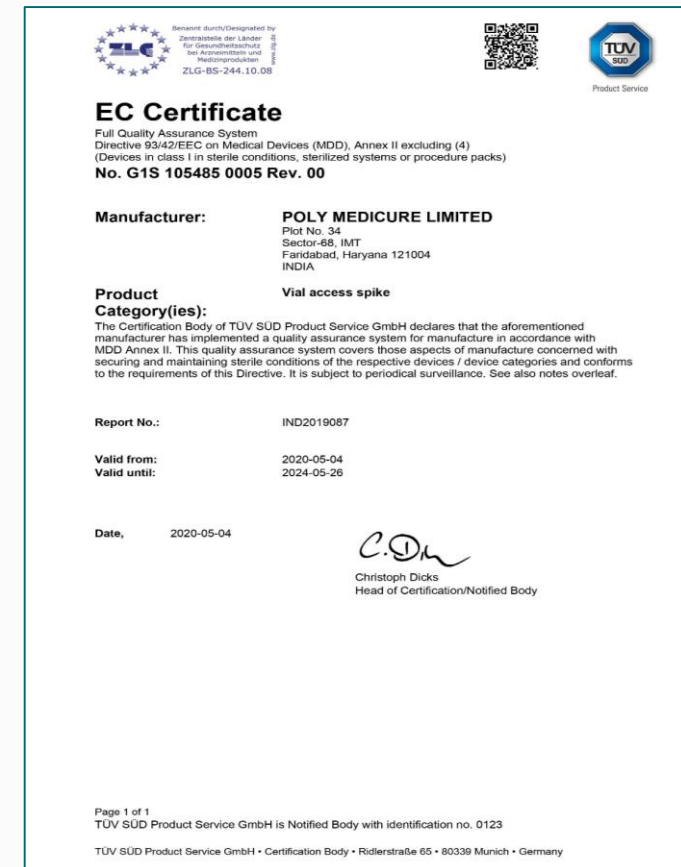 Benannt durch/Designated by
Zentralstelle der Länder
für Gesundheitsschutz
bei Arzneimitteln und
Medizinprodukten
www.zlg.de
ZLG
ZLG-BS-244.10.08
TÜV
SÜD
Product Service
EC Certificate
Full Quality Assurance System
Directive 93/42/EEC on Medical Devices (MDD), Annex II excluding (4)
(Devices in class I in sterile conditions, sterilized systems or procedure packs)
No. G1S 105485 0005 Rev. 00
Manufacturer: POLY MEDICURE LIMITED
Plot No. 34
Sector-68, IMT
Faridabad, Haryana 121004
INDIA
Product Vial access spike
Category(ies):
The Certification Body of TÜV SÜD Product Service GmbH declares that the aforementioned
manufacturer has implemented a quality assurance system for manufacture in accordance with
MDD Annex II. This quality assurance system covers those aspects of manufacture concerned with
securing and maintaining sterile conditions of the respective devices / device categories and conforms
to the requirements of this Directive. It is subject to periodical surveillance. See also notes overleaf.
Report No.: IND2019087
Valid from: 2020-05-04
Valid until: 2024-05-26
Date, 2020-05-04
Christoph Dicks
Head of Certification/Notified Body
Page 1 of 1
TÜV SÜD Product Service GmbH is Notified Body with identification no. 0123
TÜV SÜD Product Service GmbH • Certification Body • Ridlerstraße 65 • 80339 Munich • Germany